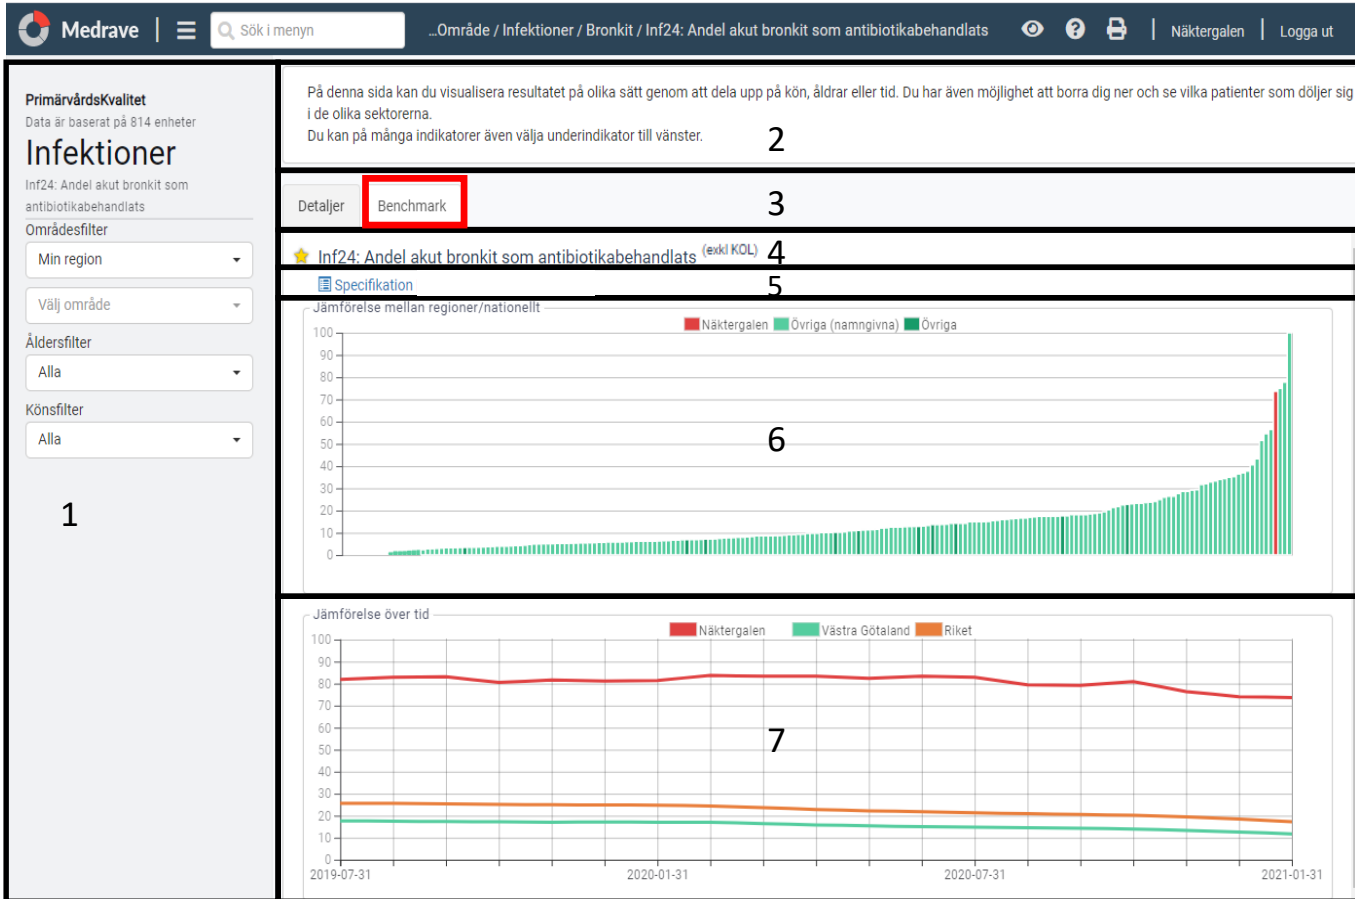 Medrave
Sök i menyn
...Område / Infektioner / Bronkit / Inf24: Andel akut bronkit som antibiotikabehandlats
Näktergalen
Logga ut
PrimärvårdsKvalitet
Data är baserat på 814 enheter
Infektioner
Inf24: Andel akut bronkit som
antibiotikabehandlats
Områdesfilter
Min region
Välj område
Åldersfilter
Alla
Könsfilter
Alla
1
På denna sida kan du visualisera resultatet på olika sätt genom att dela upp på kön, åldrar eller tid. Du har även möjlighet att borra dig ner och se vilka patienter som döljer sig
i de olika sektorerna.
Du kan på många indikatorer även välja underindikator till vänster.
2
Detaljer
Benchmark
3
Inf24: Andel akut bronkit som antibiotikabehandlats (exkl KOL)
4
Specifikation
5
Jämförelse mellan regioner/nationellt
Näktergalen
Övriga (namngivna)
Övriga
100
90
80
70
60
50
40
30
20
10
0
6
Jämförelse över tid
Näktergalen
Västra Götaland
Riket
100
90
80
70
60
50
40
30
20
10
0
7
2019-07-31
2020-01-31
2020-07-31
2021-01-31